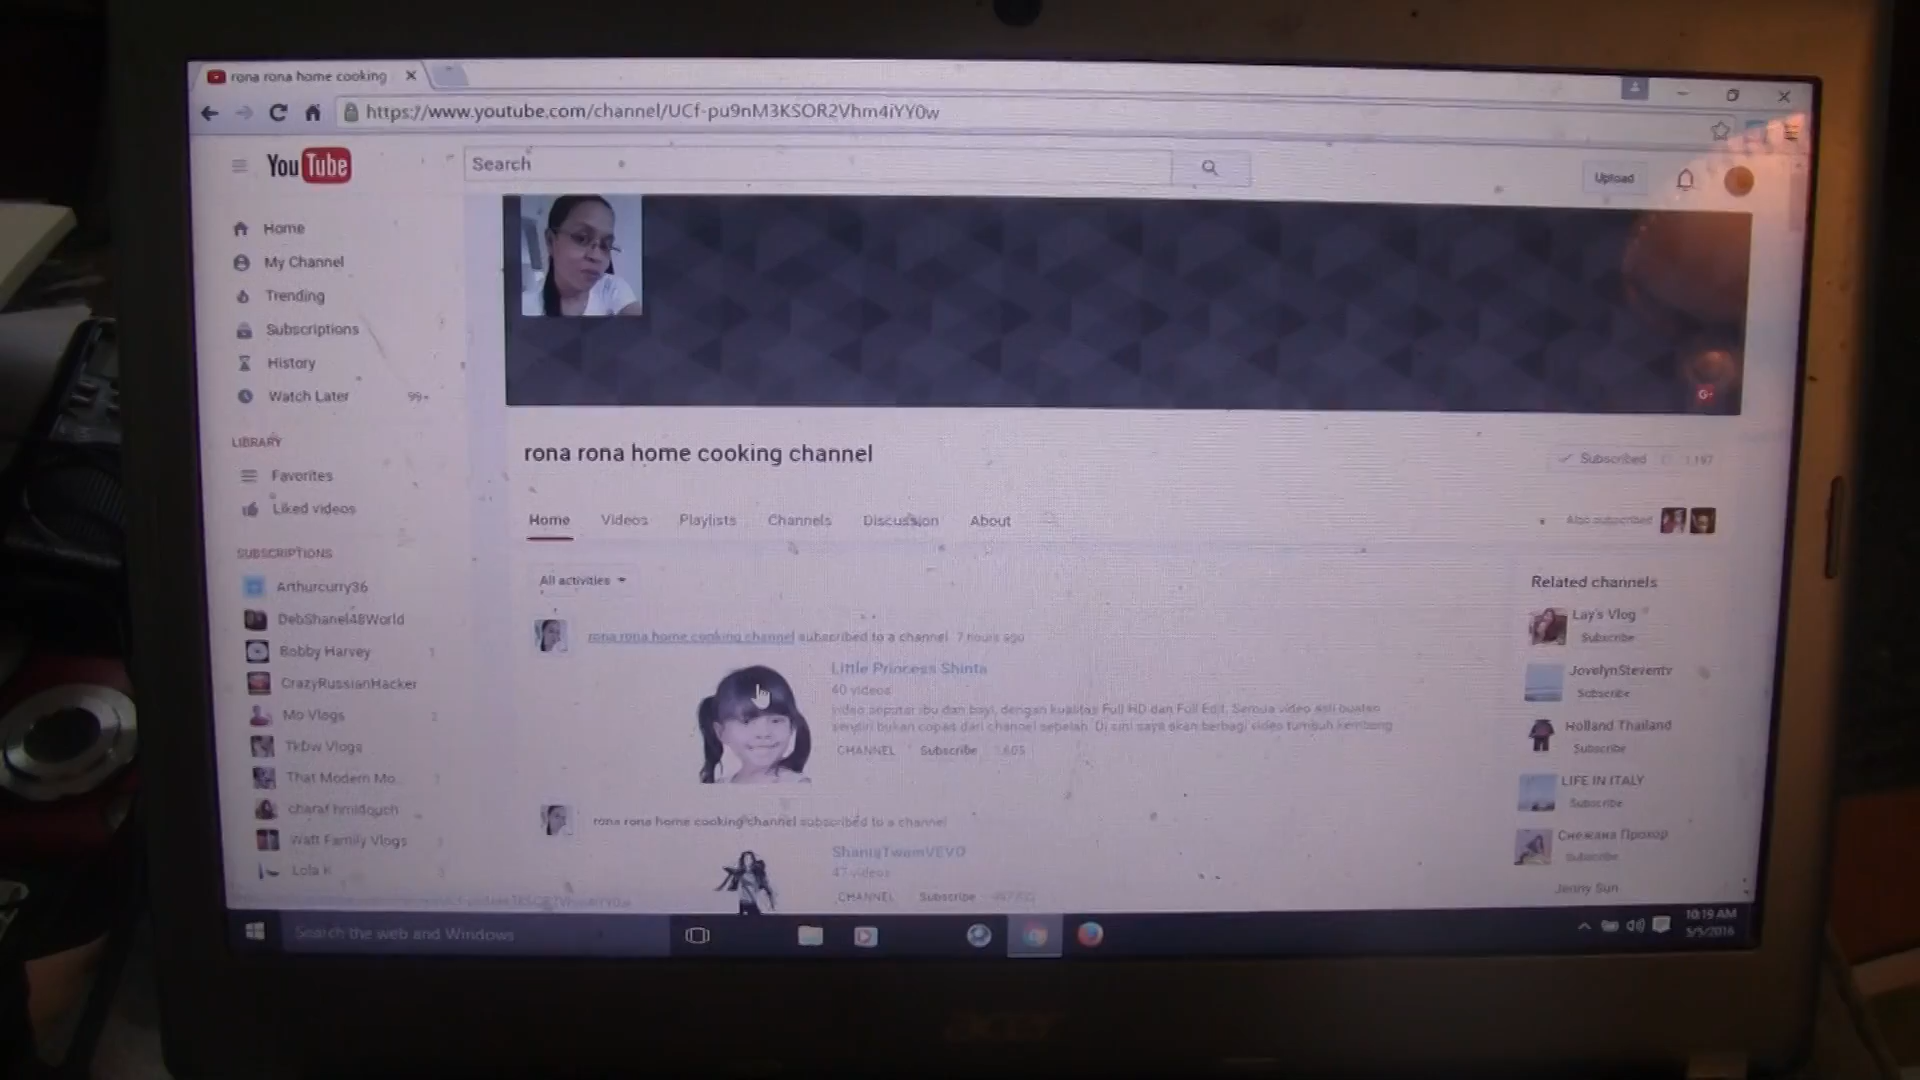 rona rona home cooking
https://www.youtube.com/channel/UCf-pu9nM3KSOR2Vhm4iYY0w
YouTube
Search
Upload
Home
My Channel
Trending
Subscriptions
History
Watch Later 99+
LIBRARY
Favorites
Liked videos
SUBSCRIPTIONS
Arthurcurry36
DebShanel48World
Bobby Harvey 1
CrazyRussianHacker
Mo Vlogs 2
TkDw Vlogs
That Modern Mo...
charaf hmidouch
Watt Family Vlogs
Lola K
G+
rona rona home cooking channel
Subscribed 1,197
Home Videos Playlists Channels Discussion About
Also subscribed
All activities
rona rona home cooking channel subscribed to a channel 7 hours ago
Little Princess Shinta
40 videos
video seputar ibu dan bayi, dengan kualitas Full HD dan Full Edit. Semua video asli buatan
sendiri bukan copas dari channel sebelah. Di sini saya akan berbagi video tumbuh kembang
CHANNEL Subscribe 605
rona rona home cooking channel subscribed to a channel
ShaniaTwainVEVO
47 videos
CHANNEL Subscribe
Related channels
Lay's Vlog
Subscribe
JovelynSteventv
Subscribe
Holland Thailand
Subscribe
LIFE IN ITALY
Subscribe
Снежана Прохор
Subscribe
Jenny Sun
Search the web and Windows
10:19 AM
5/5/2016
acer